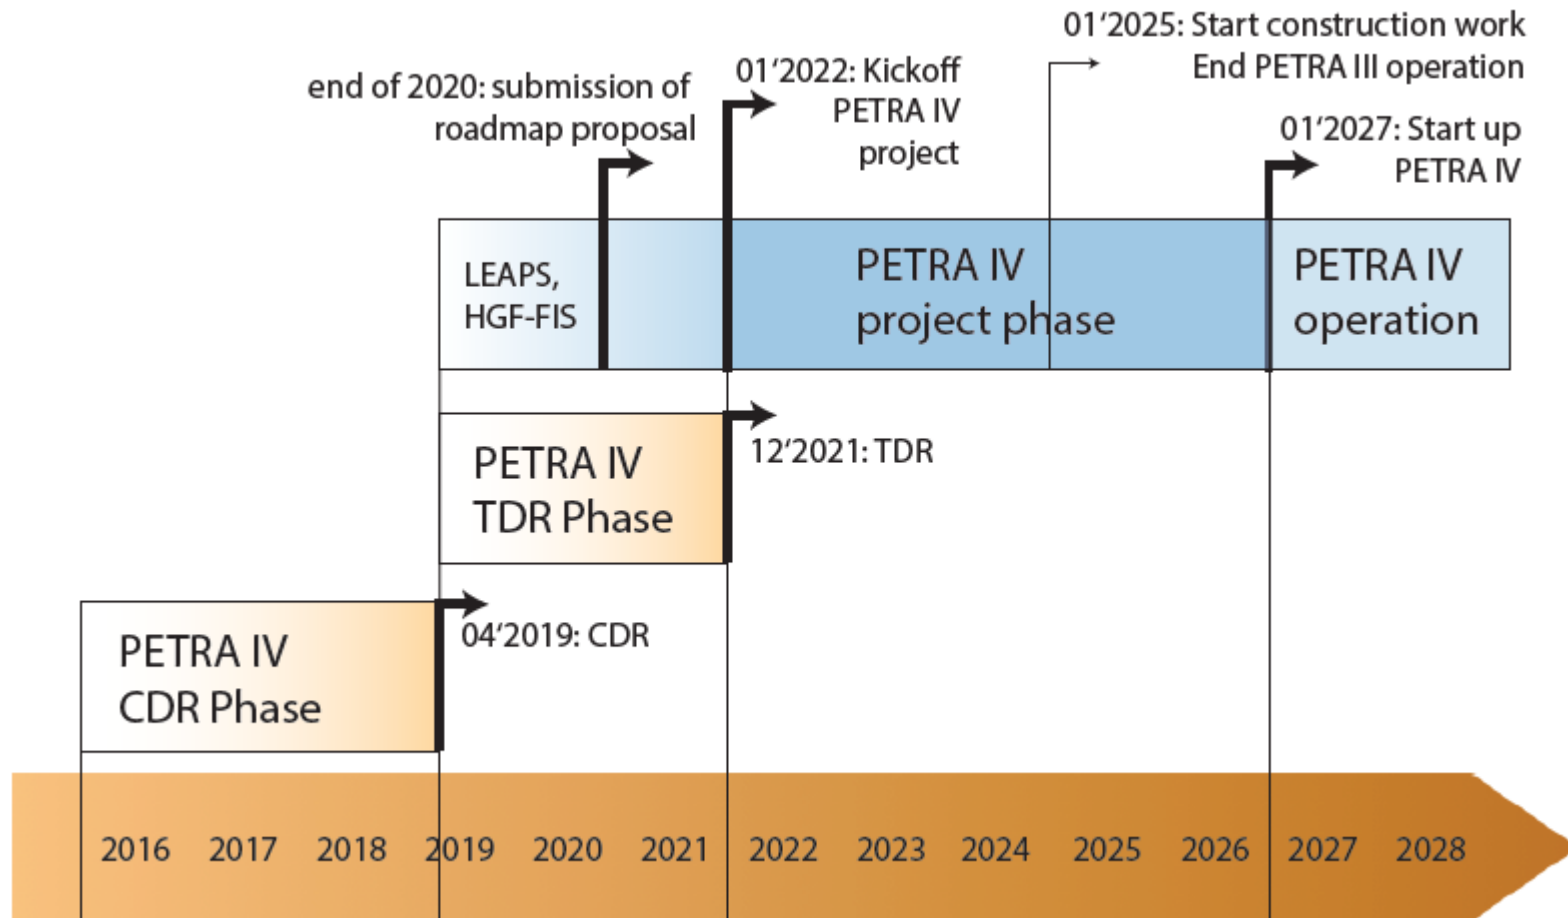 01‘2025: Start construction work
End PETRA III operation
01‘2022: Kickoff
PETRA IV
project
end of 2020: submission of
roadmap proposal
01‘2027: Start up
PETRA IV
LEAPS,
HGF-FIS
PETRA IV
project phase
PETRA IV
operation
PETRA IV
TDR Phase
12‘2021: TDR
PETRA IV
CDR Phase
04‘2019: CDR
2016 2017 2018 2019 2020 2021 2022 2023 2024 2025 2026 2027 2028